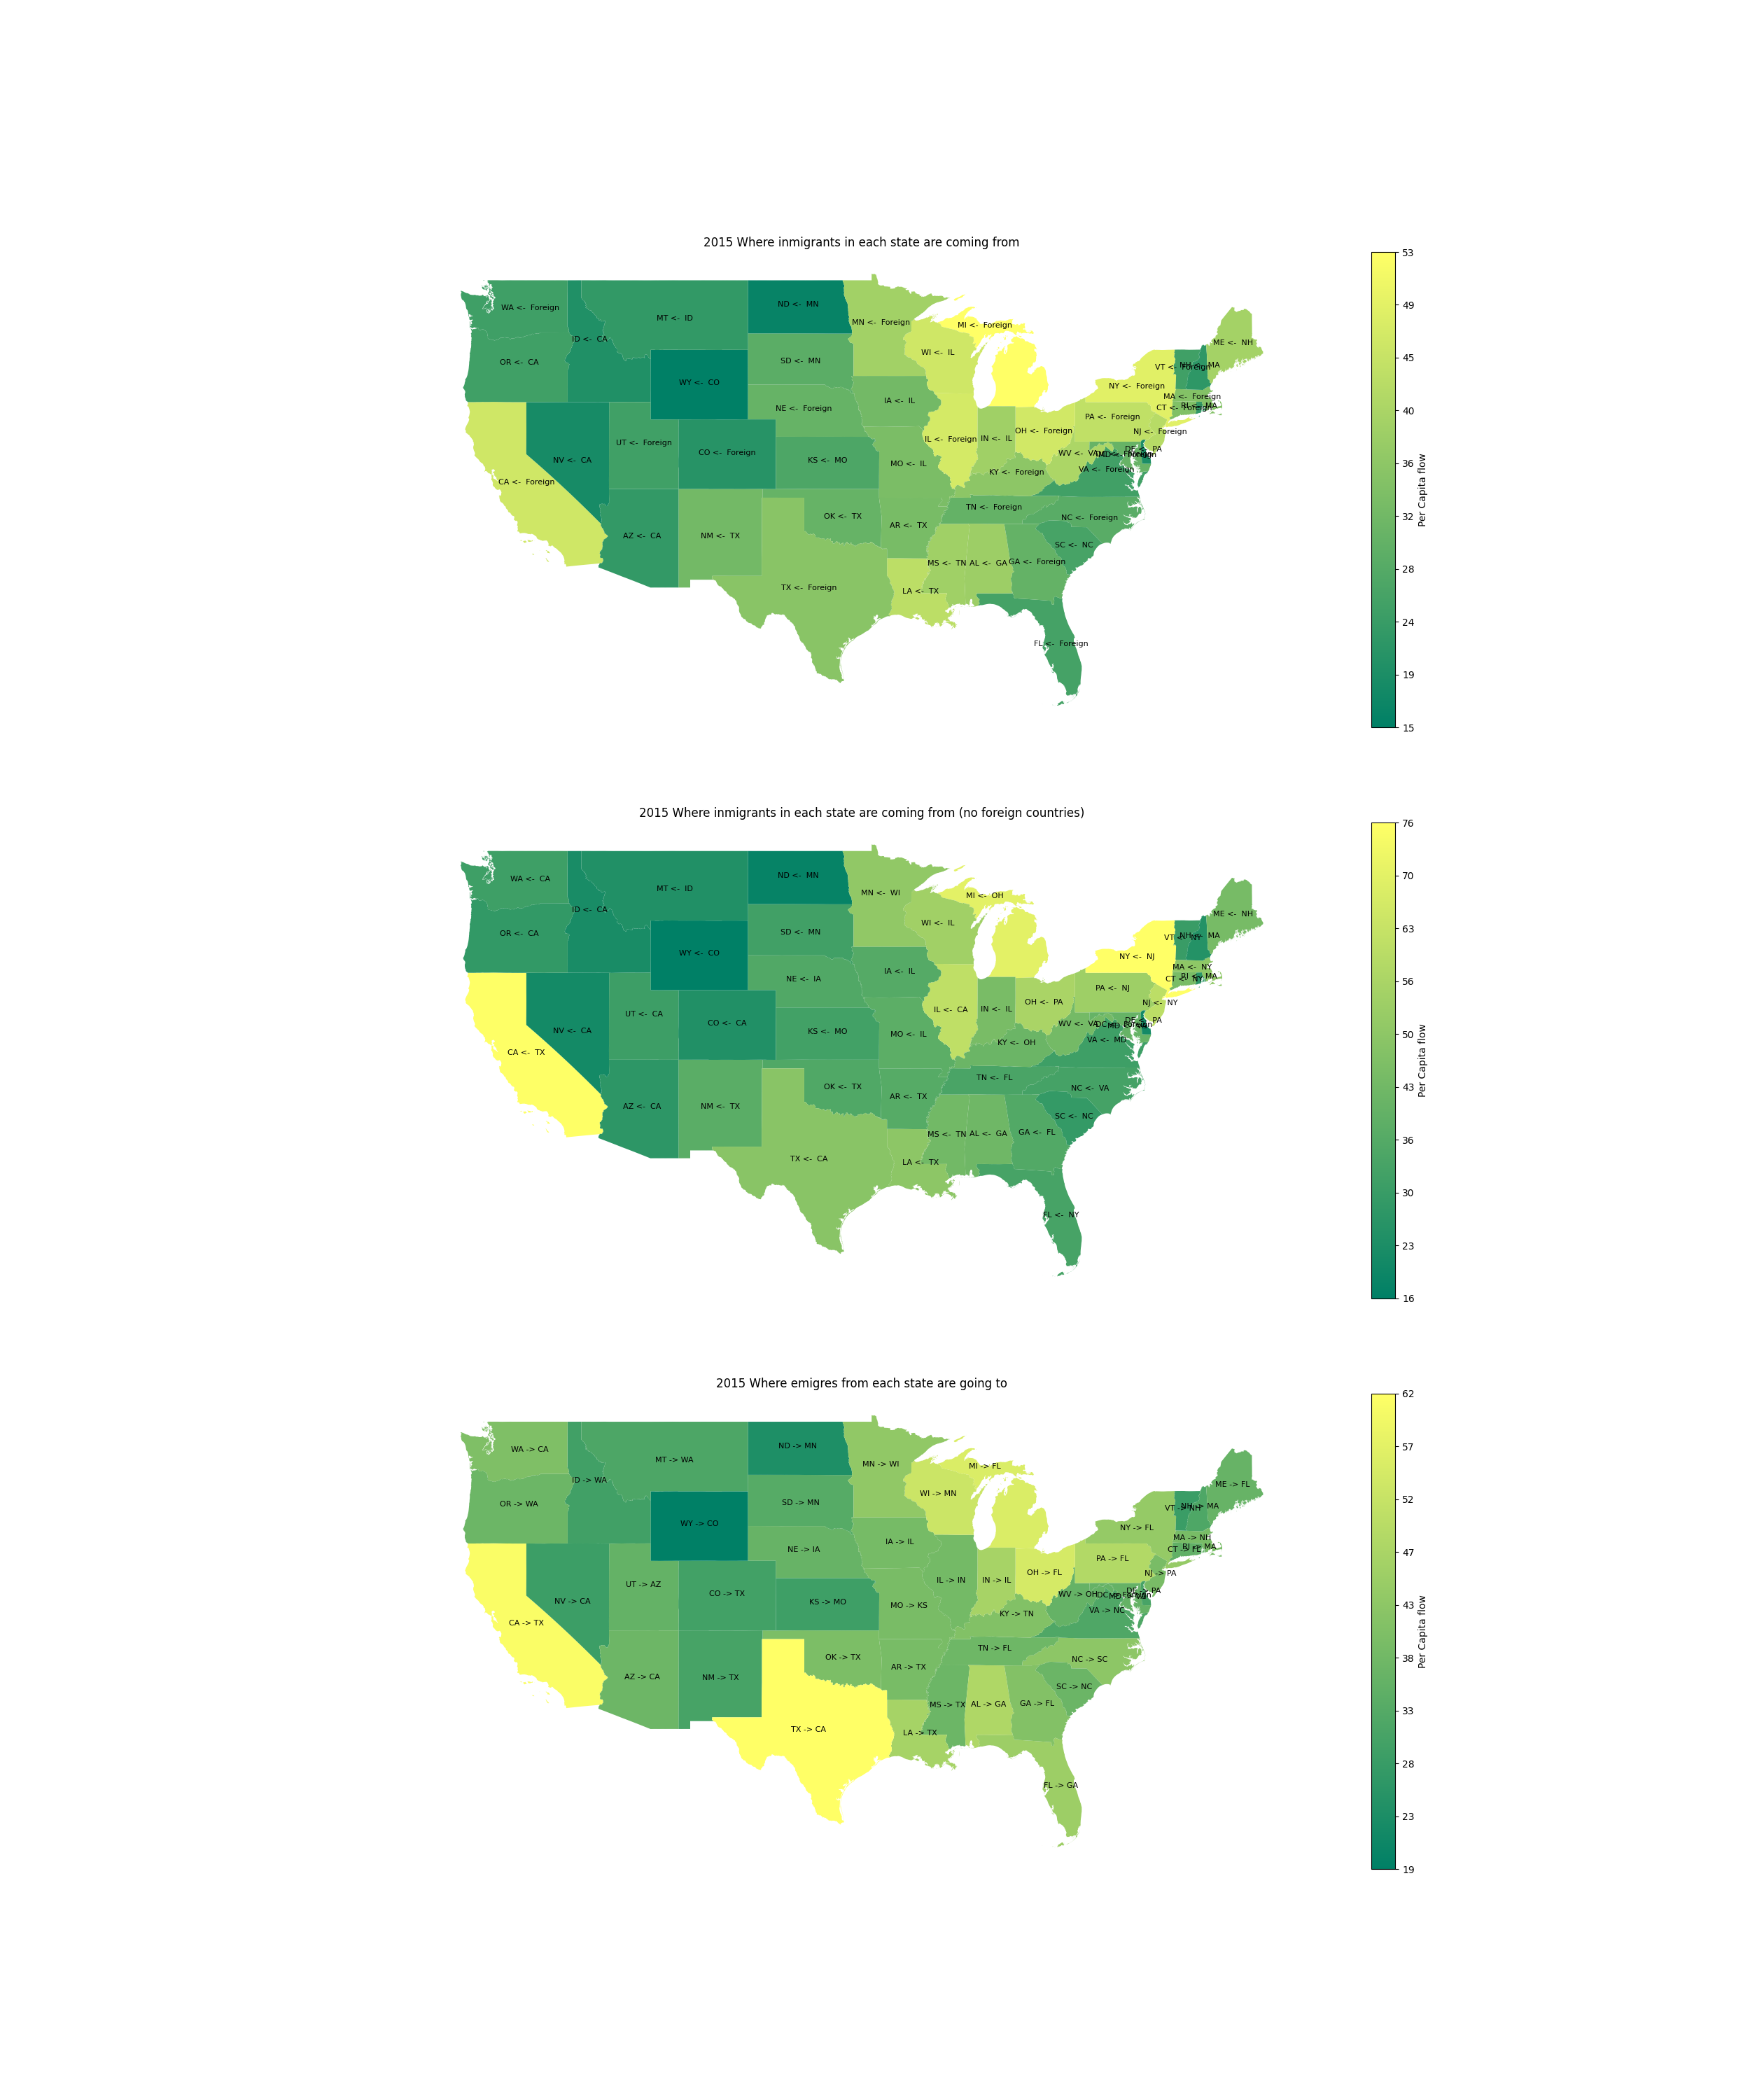 2015 Where inmigrants in each state are coming from
WA <- Foreign
MT <- ID
ND <- MN
MN <- Foreign
MI <- Foreign
ID <- CA
ME <- NH
OR <- CA
WY <- CO
SD <- MN
WI <- IL
NY <- Foreign
MA <- Foreign
NE <- Foreign
IA <- IL
PA <- Foreign
NJ <- Foreign
UT <- Foreign
CO <- Foreign
KS <- MO
IL <- Foreign
IN <- IL
OH <- Foreign
NV <- CA
MO <- IL
KY <- Foreign
VA <- Foreign
CA <- Foreign
TN <- Foreign
OK <- TX
NC <- Foreign
AZ <- CA
NM <- TX
AR <- TX
SC <- NC
MS <- TN
AL <- GA
GA <- Foreign
TX <- Foreign
LA <- TX
FL <- Foreign
53
49
45
40
36
32
28
24
19
15
Per Capita flow
2015 Where inmigrants in each state are coming from (no foreign countries)
WA <- CA
MT <- ID
ND <- MN
MN <- WI
MI <- OH
ID <- CA
ME <- NH
OR <- CA
WY <- CO
SD <- MN
WI <- IL
NY <- NJ
MA <- NY
NE <- IA
IA <- IL
PA <- NJ
NJ <- NY
UT <- CA
CO <- CA
KS <- MO
IL <- CA
IN <- IL
OH <- PA
NV <- CA
MO <- IL
KY <- OH
VA <- MD
CA <- TX
TN <- FL
OK <- TX
NC <- VA
AZ <- CA
NM <- TX
AR <- TX
SC <- NC
MS <- TN
AL <- GA
GA <- FL
TX <- CA
LA <- TX
FL <- NY
76
70
63
56
50
43
36
30
23
16
Per Capita flow
2015 Where emigres from each state are going to
WA -> CA
MT -> WA
ND -> MN
MN -> WI
MI -> FL
ID -> WA
ME -> FL
OR -> WA
WY -> CO
SD -> MN
WI -> MN
NY -> FL
MA -> NH
NE -> IA
IA -> IL
PA -> FL
NJ -> PA
UT -> AZ
CO -> TX
KS -> MO
IL -> IN
IN -> IL
OH -> FL
WV -> OH
NV -> CA
MO -> KS
KY -> TN
VA -> NC
CA -> TX
TN -> FL
OK -> TX
NC -> SC
AZ -> CA
NM -> TX
AR -> TX
SC -> NC
MS -> TX
AL -> GA
GA -> FL
TX -> CA
LA -> TX
FL -> GA
62
57
52
47
43
38
33
28
23
19
Per Capita flow